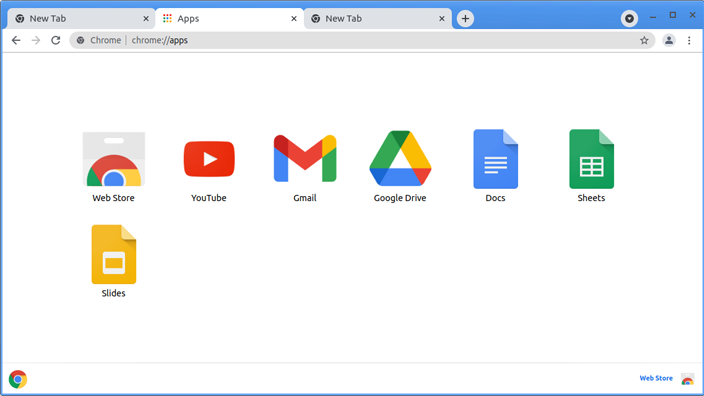 New Tab
Apps
New Tab
Chrome | chrome://apps
Web Store
YouTube
Gmail
Google Drive
Docs
Sheets
Slides
Web Store